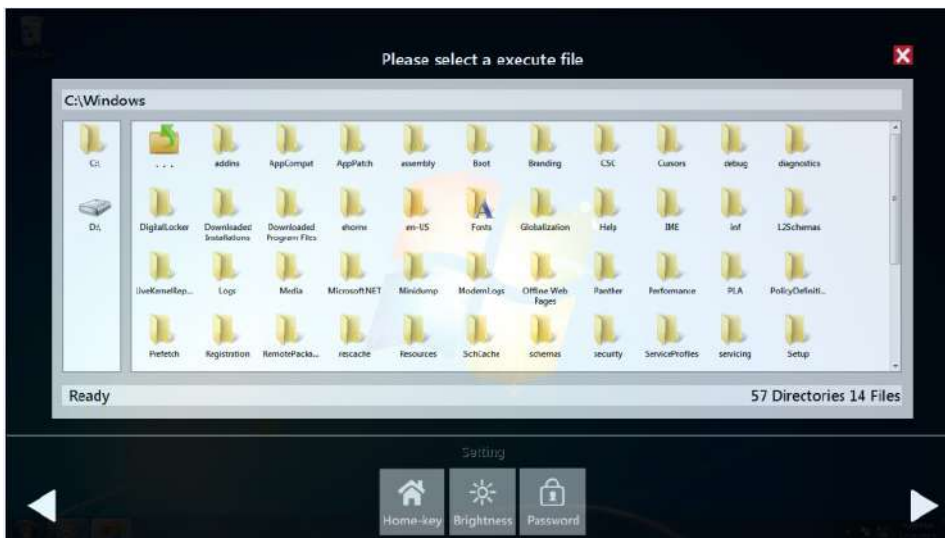 Please select a execute file
C:\Windows
C:\
. . .
addins
AppCompat
AppPatch
assembly
Boot
Branding
CSC
Cursors
debug
diagnostics
D:\
DigitalLocker
Downloaded
Installations
Downloaded
Program Files
ehome
en-US
Fonts
Globalization
Help
IME
inf
L2Schemas
LiveKernelRep...
Logs
Media
Microsoft.NET
Minidump
ModemLogs
Offline Web
Pages
Panther
Performance
PLA
PolicyDefiniti...
Prefetch
Registration
RemotePacka...
rescache
Resources
SchCache
schemas
security
ServiceProfiles
servicing
Setup
Ready
57 Directories 14 Files
Setting
Home-key
Brightness
Password